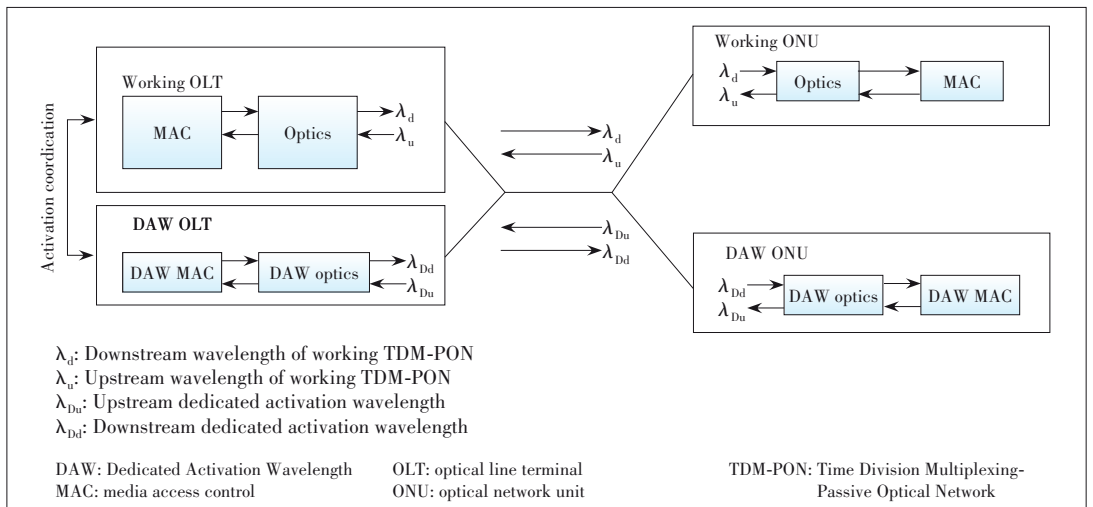 Activation coordication
Working OLT
MAC
Optics
λd
λu
DAW OLT
DAW MAC
DAW optics
λDd
λDu
λd
λu
λDu
λDd
Working ONU
λd
λu
Optics
MAC
DAW ONU
λDd
λDu
DAW optics
DAW MAC
λd: Downstream wavelength of working TDM-PON
λu: Upstream wavelength of working TDM-PON
λDu: Upstream dedicated activation wavelength
λDd: Downstream dedicated activation wavelength
DAW: Dedicated Activation Wavelength
MAC: media access control
OLT: optical line terminal
ONU: optical network unit
TDM-PON: Time Division Multiplexing-
Passive Optical Network